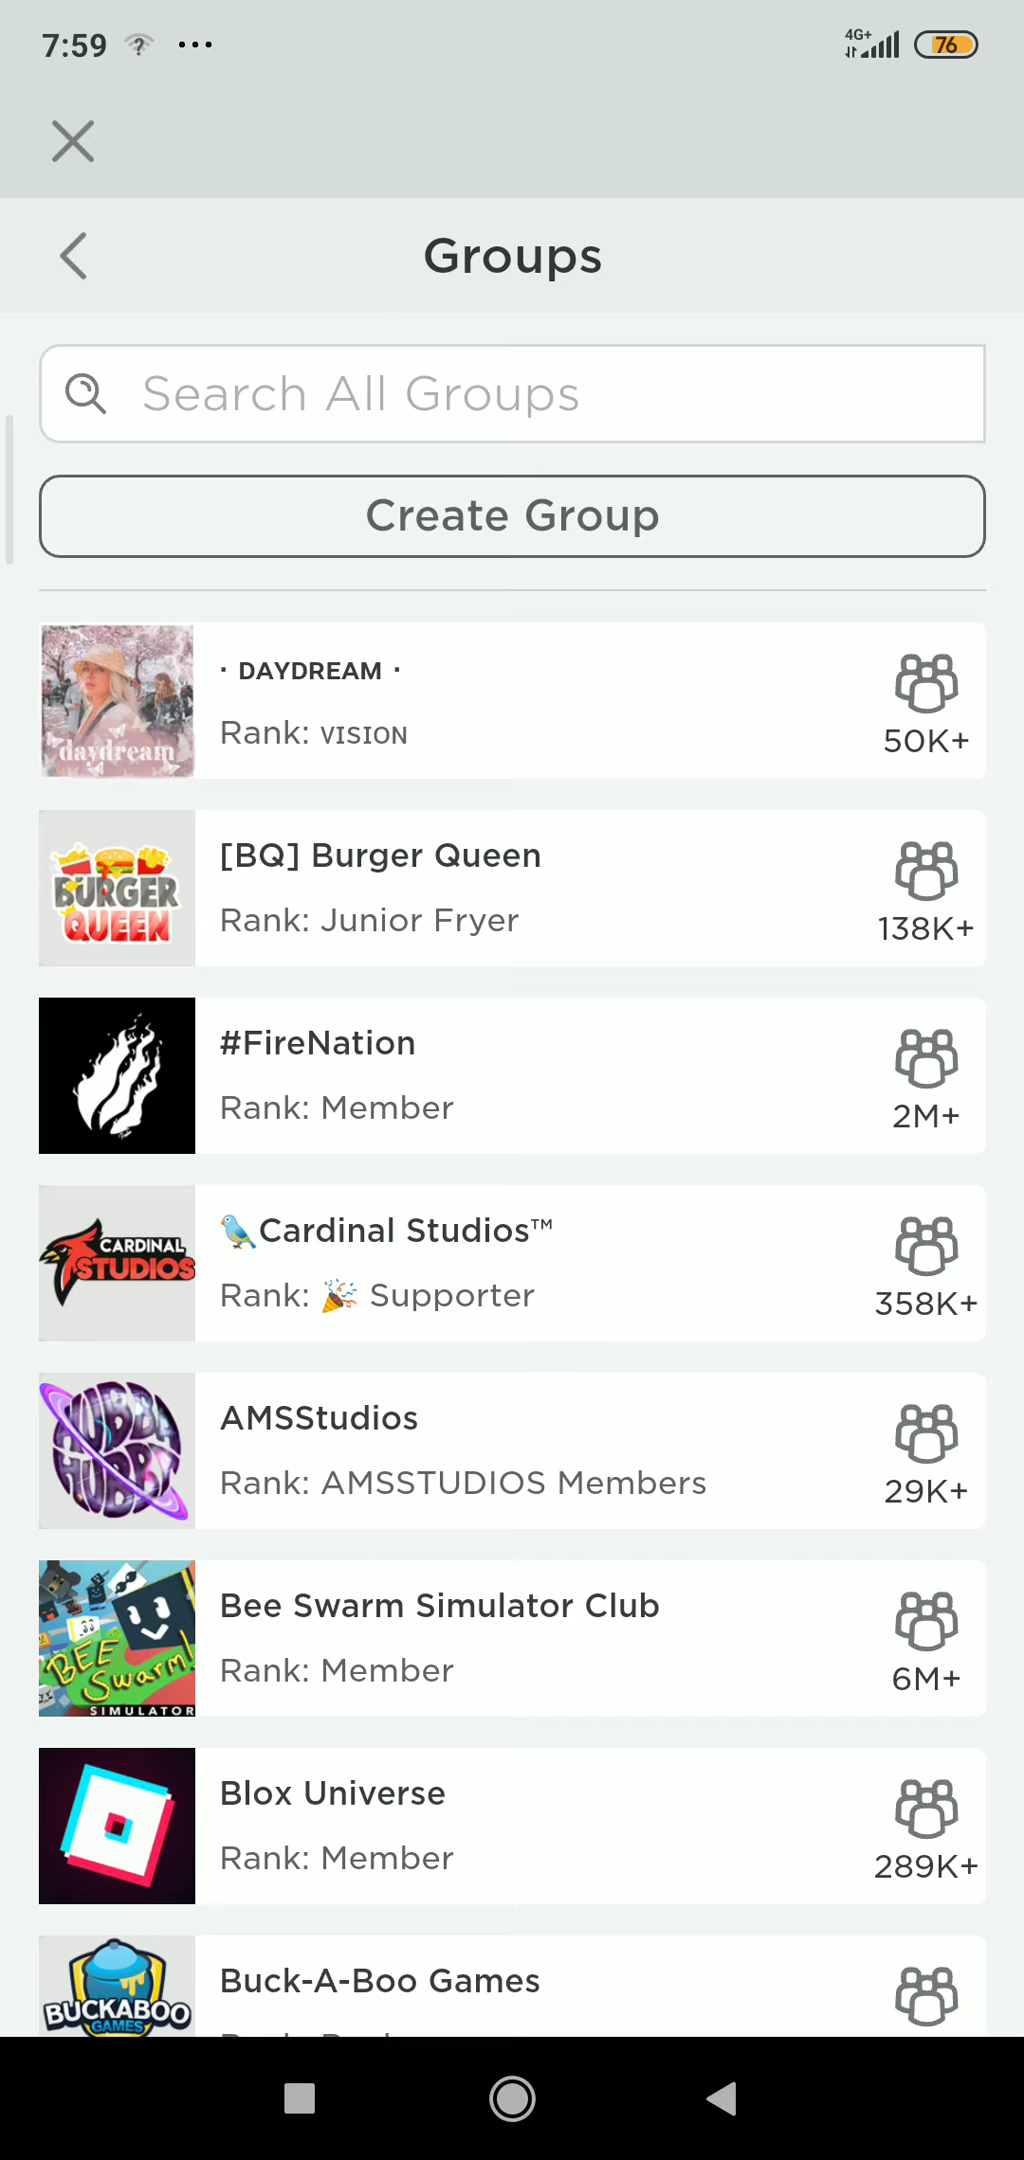 7:59
4G+
76
Groups
Search All Groups
Create Group
daydream
· DAYDREAM ·
Rank: VISION
50K+
BURGER
QUEEN
[BQ] Burger Queen
Rank: Junior Fryer
138K+
#FireNation
Rank: Member
2M+
CARDINAL
STUDIOS
🐦Cardinal Studios™
Rank: 🎉 Supporter
358K+
AMSStudios
Rank: AMSSTUDIOS Members
29K+
BEE
Swarm!
SIMULATOR
Bee Swarm Simulator Club
Rank: Member
6M+
Blox Universe
Rank: Member
289K+
BUCKABOO
GAMES
Buck-A-Boo Games